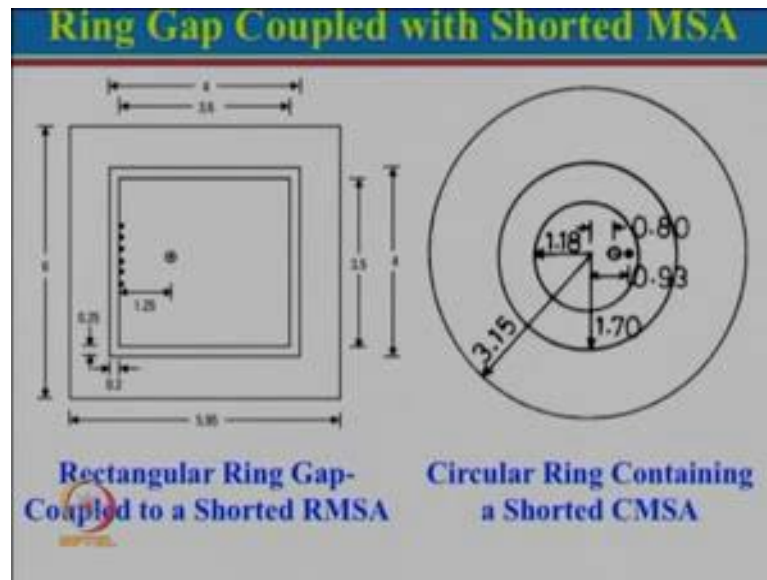 Ring Gap Coupled with Shorted MSA
4
3.6
6
3.5
4
1.25
0.25
0.2
5.95
0.80
1.18
0.93
3.15
1.70
Rectangular Ring Gap-
Coupled to a Shorted RMSA
Circular Ring Containing
a Shorted CMSA
NPTEL